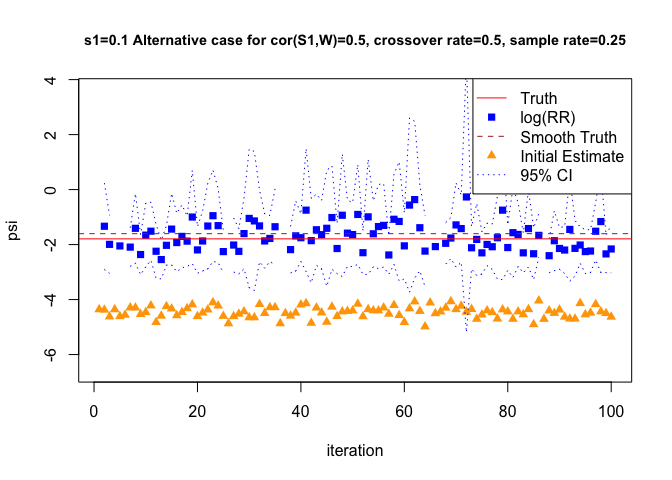 s1=0.1 Alternative case for cor(S1,W)=0.5, crossover rate=0.5, sample rate=0.25
4
2
0
-2
-4
-6
psi
Truth
log(RR)
Smooth Truth
Initial Estimate
95% CI
0 20 40 60 80 100
iteration